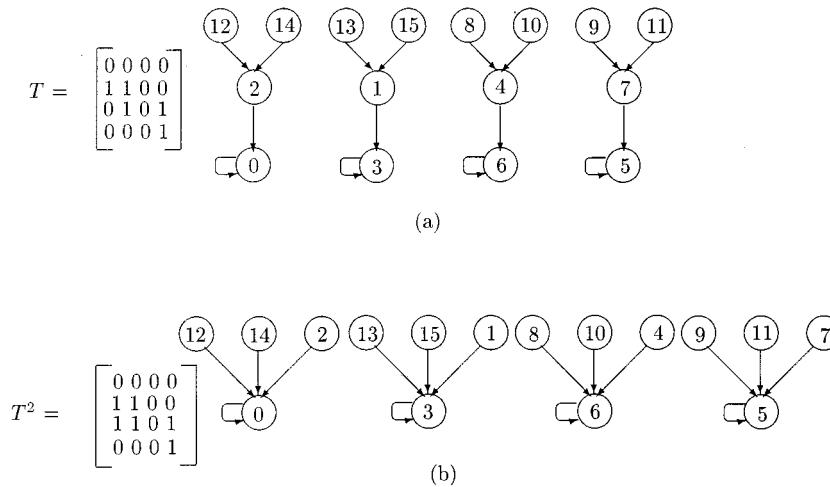 12 14 13 15 8 10 9 11
T = 0 0 0 0
1 1 0 0
0 1 0 1
0 0 0 1
2 1 4 7
0 3 6 5
(a)
12 14 2 13 15 1 8 10 4 9 11 7
T² = 0 0 0 0
1 1 0 0
1 1 0 1
0 0 0 1
0 3 6 5
(b)